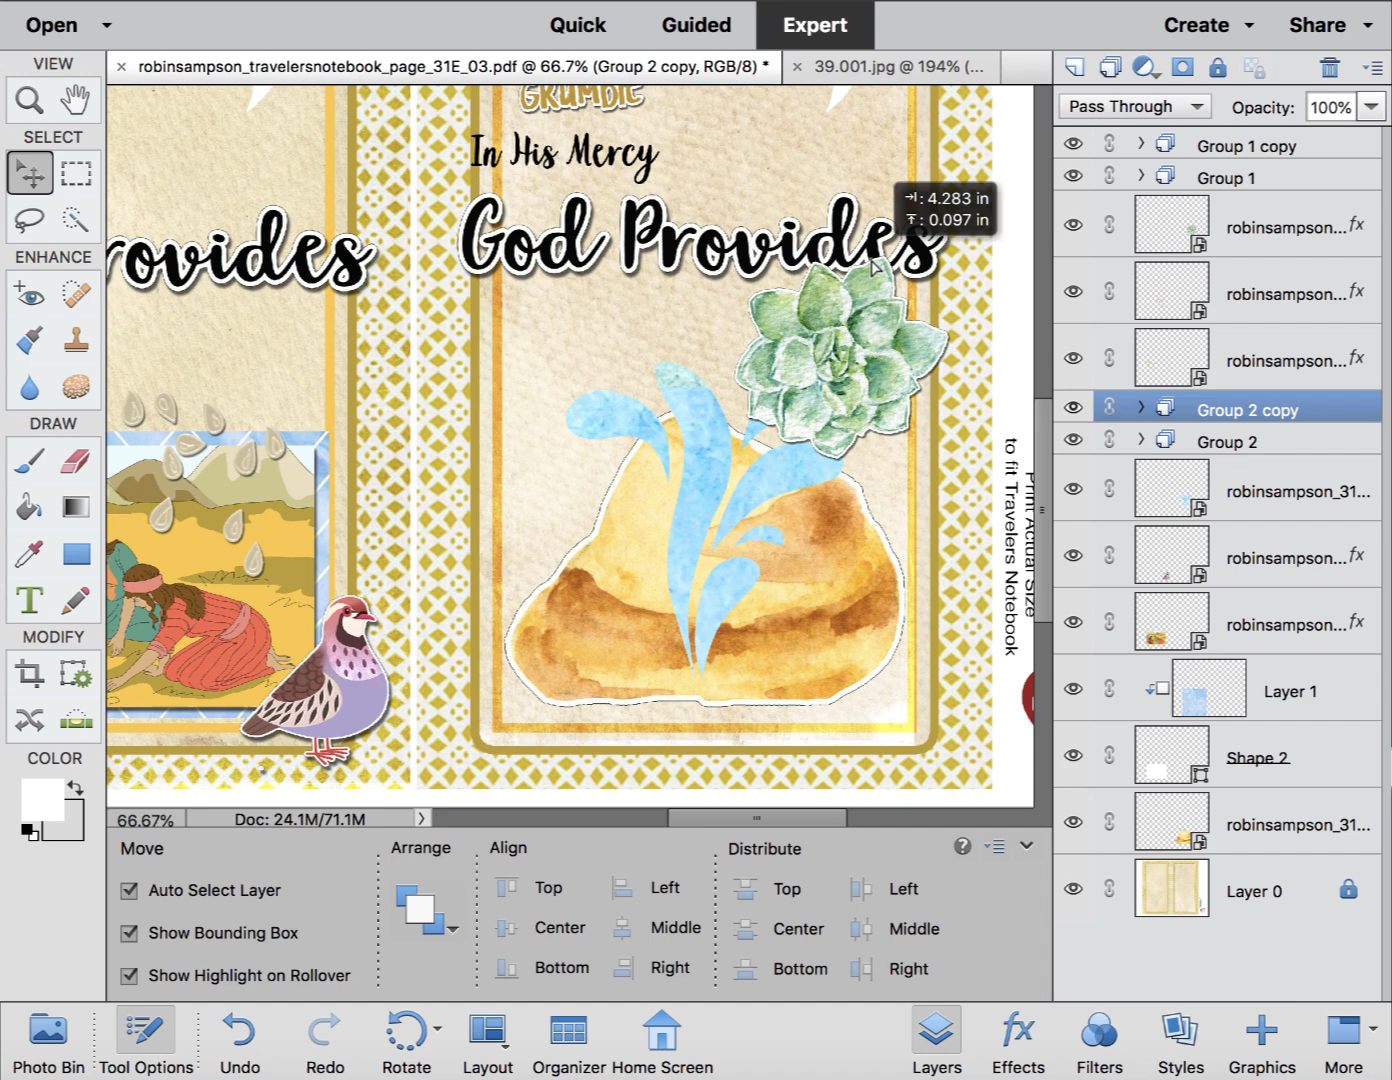 Open
Quick
Guided
Expert
Create
Share
VIEW
SELECT
ENHANCE
DRAW
MODIFY
COLOR
× robinsampson_travelersnotebook_page_31E_03.pdf @ 66.7% (Group 2 copy, RGB/8) *
× 39.001.jpg @ 194% (...
GRUMBLE
In His Mercy
God Provides
rovides
: 4.283 in
: 0.097 in
Print Actual Size
to fit Travelers Notebook
Pass Through
Opacity: 100%
Group 1 copy
Group 1
robinsampson... fx
robinsampson... fx
robinsampson... fx
Group 2 copy
Group 2
robinsampson_31...
robinsampson... fx
robinsampson... fx
Layer 1
Shape 2
robinsampson_31...
Layer 0
66.67%
Doc: 24.1M/71.1M
Move
Auto Select Layer
Show Bounding Box
Show Highlight on Rollover
Arrange
Align
Top
Left
Center
Middle
Bottom
Right
Distribute
Top
Left
Center
Middle
Bottom
Right
Photo Bin
Tool Options
Undo
Redo
Rotate
Layout
Organizer
Home Screen
Layers
fx
Effects
Filters
Styles
Graphics
More